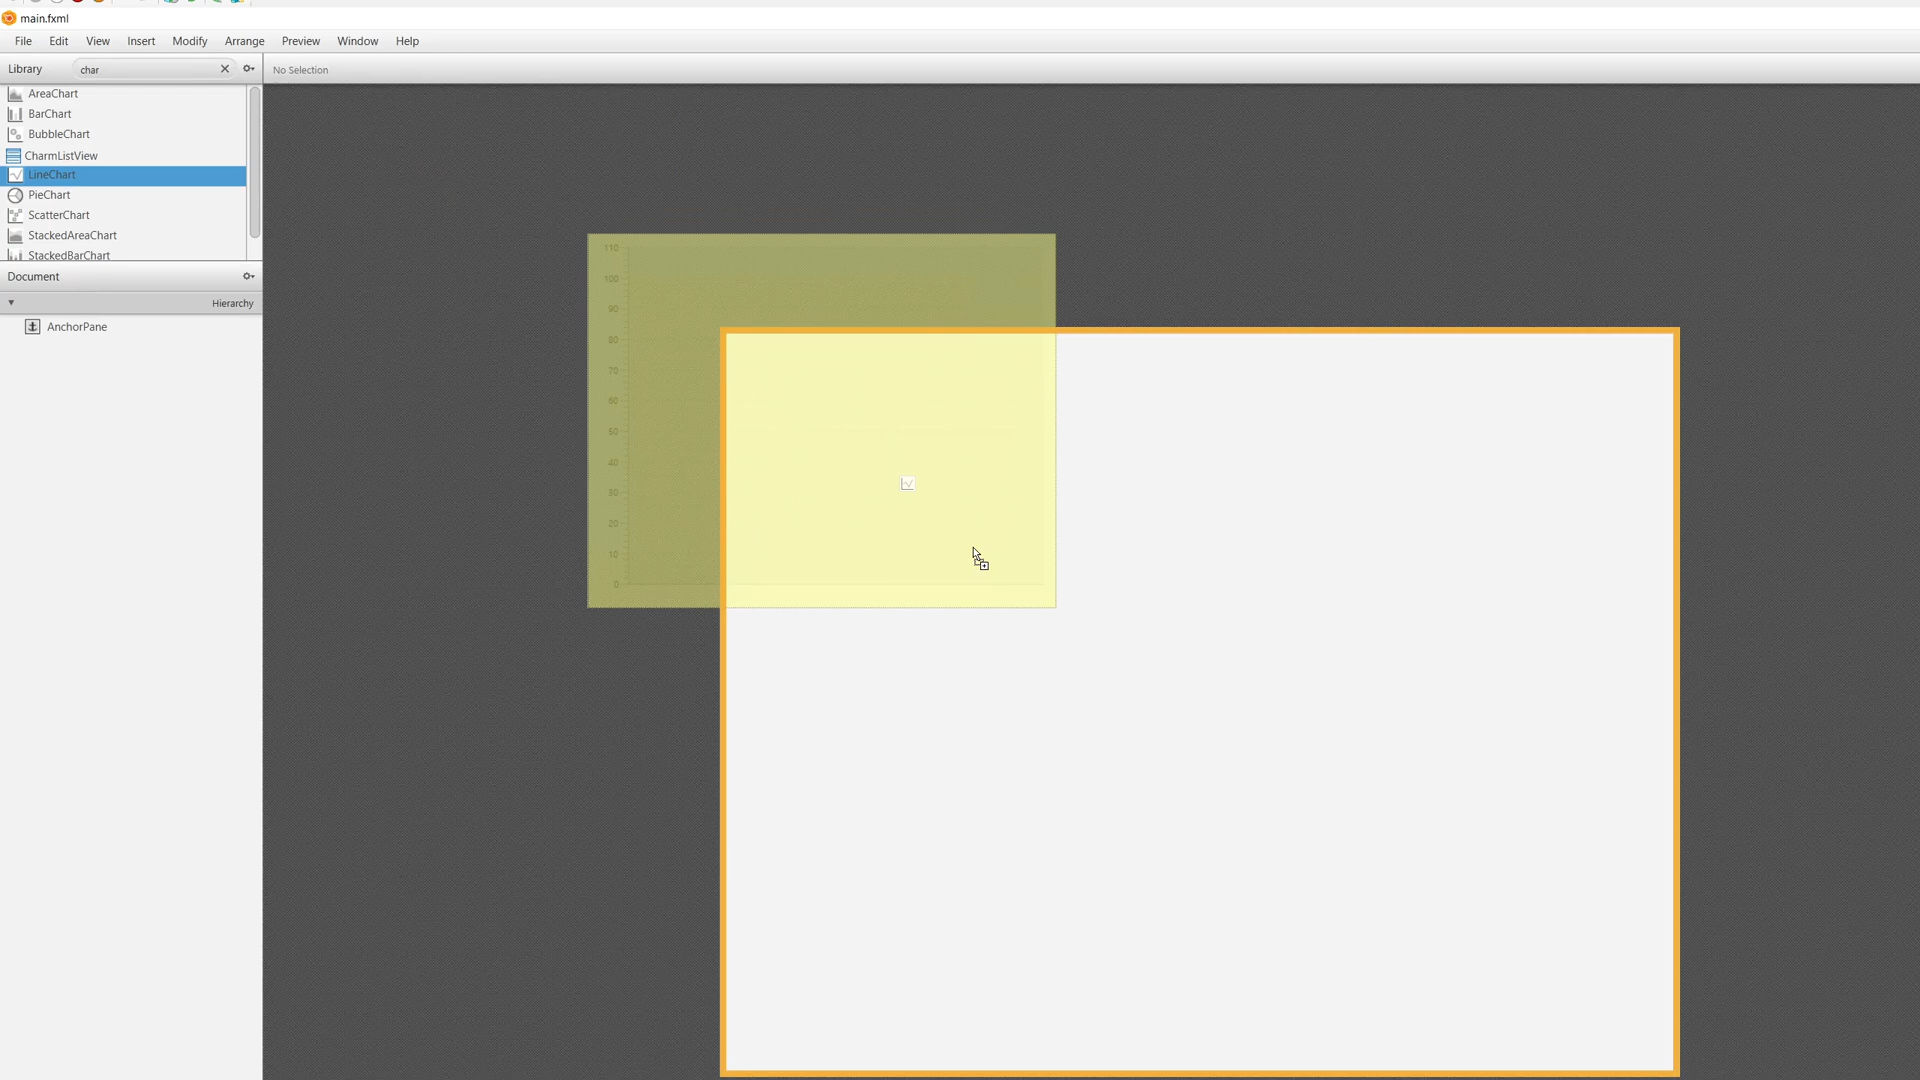 main.fxml
File Edit View Insert Modify Arrange Preview Window Help
Library char No Selection
AreaChart
BarChart
BubbleChart
CharmListView
LineChart
PieChart
ScatterChart
StackedAreaChart
StackedBarChart
Document
Hierarchy
AnchorPane
110
100
90
80
70
60
50
40
30
20
10
0